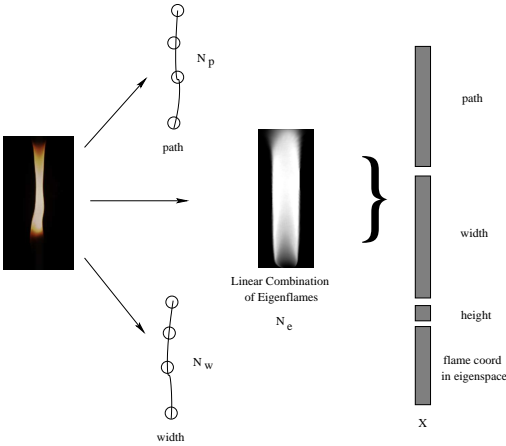 N p
path
Linear Combination
of Eigenflames
N e
N w
width
}
path
width
height
flame coord
in eigenspace
X